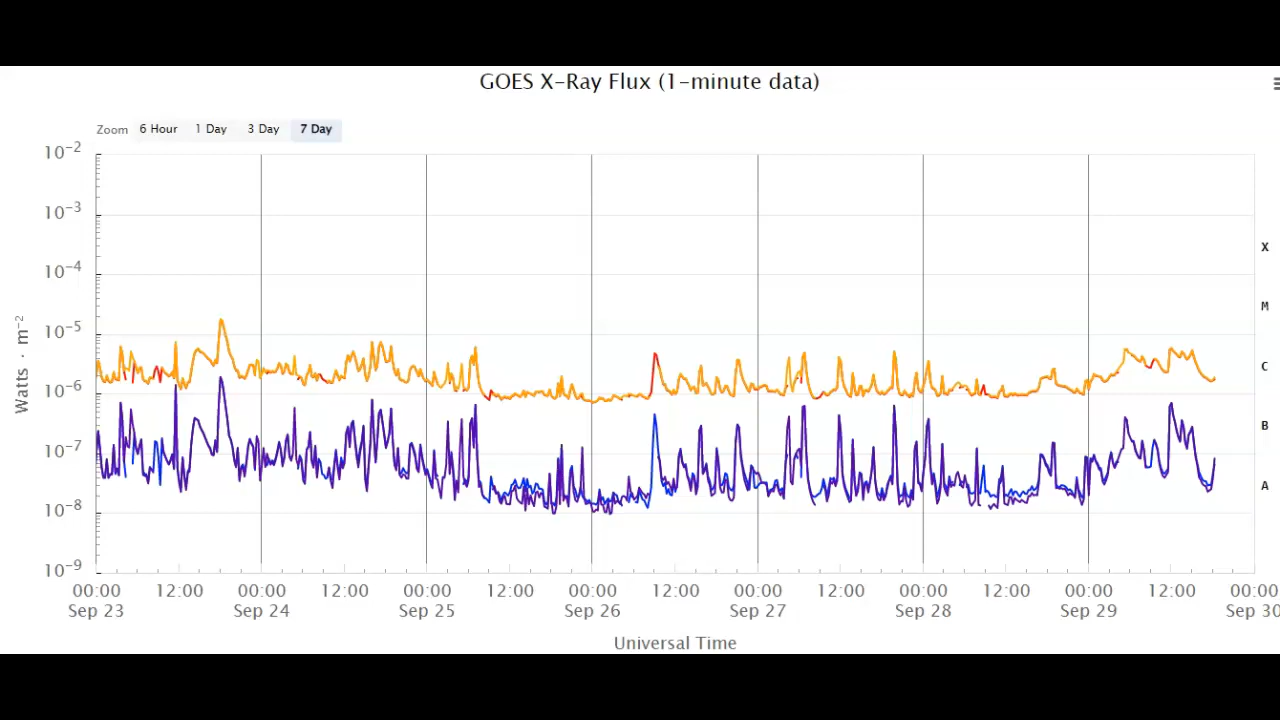 GOES X-Ray Flux (1-minute data)
Zoom 6 Hour 1 Day 3 Day 7 Day
10⁻²
10⁻³
X
10⁻⁴
M
10⁻⁵
C
10⁻⁶
B
10⁻⁷
A
10⁻⁸
10⁻⁹
Watts · m⁻²
00:00 12:00 00:00 12:00 00:00 12:00 00:00 12:00 00:00 12:00 00:00 12:00 00:00 12:00 00:00
Sep 23 Sep 24 Sep 25 Sep 26 Sep 27 Sep 28 Sep 29 Sep 30
Universal Time